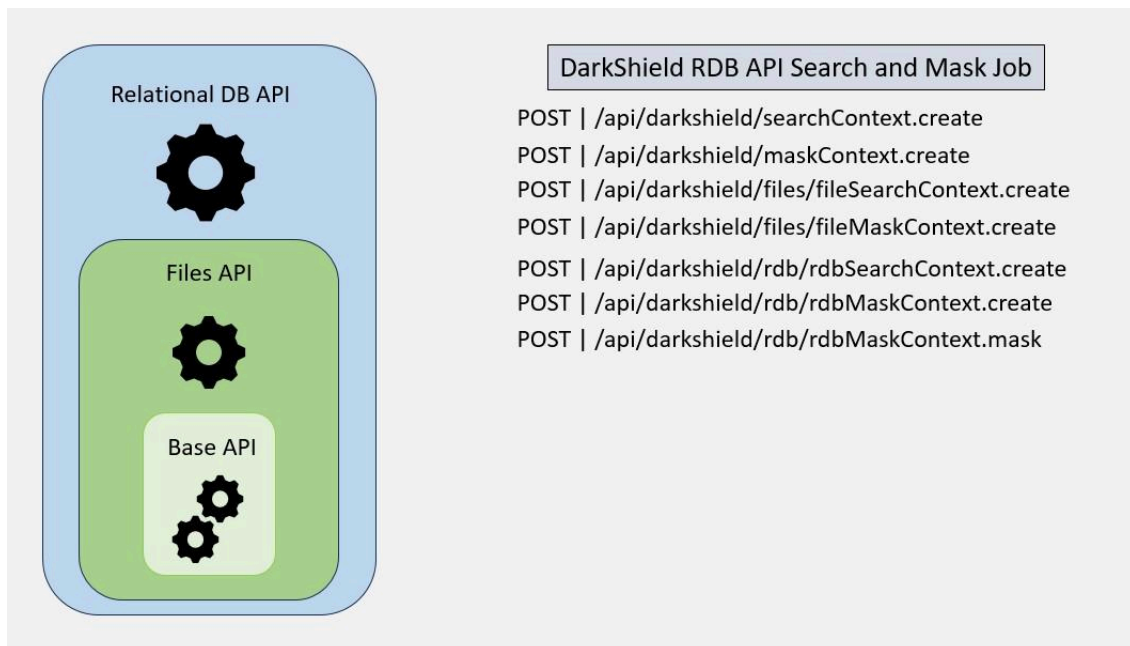 Relational DB API
Files API
Base API
DarkShield RDB API Search and Mask Job
POST | /api/darkshield/searchContext.create
POST | /api/darkshield/maskContext.create
POST | /api/darkshield/files/fileSearchContext.create
POST | /api/darkshield/files/fileMaskContext.create
POST | /api/darkshield/rdb/rdbSearchContext.create
POST | /api/darkshield/rdb/rdbMaskContext.create
POST | /api/darkshield/rdb/rdbMaskContext.mask